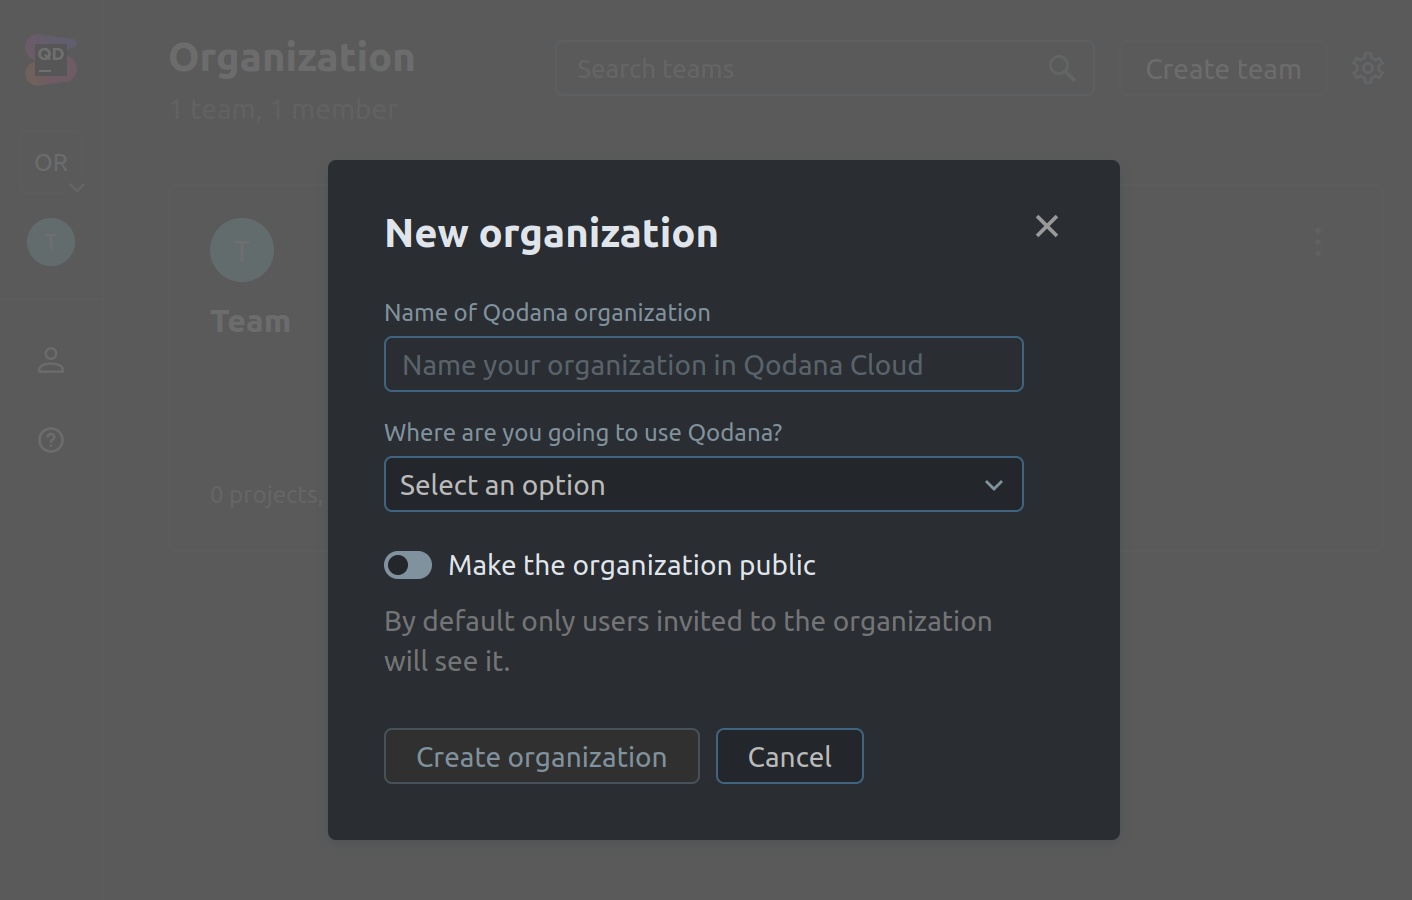 QD
Organization
Search teams
Create team
1 team, 1 member
OR
T
T
Team
0 projects,
New organization
Name of Qodana organization
Name your organization in Qodana Cloud
Where are you going to use Qodana?
Select an option
Make the organization public
By default only users invited to the organization
will see it.
Create organization
Cancel